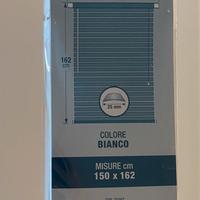 162
CM
25 mm
COLORE
BIANCO
MISURE cm
150 x 162